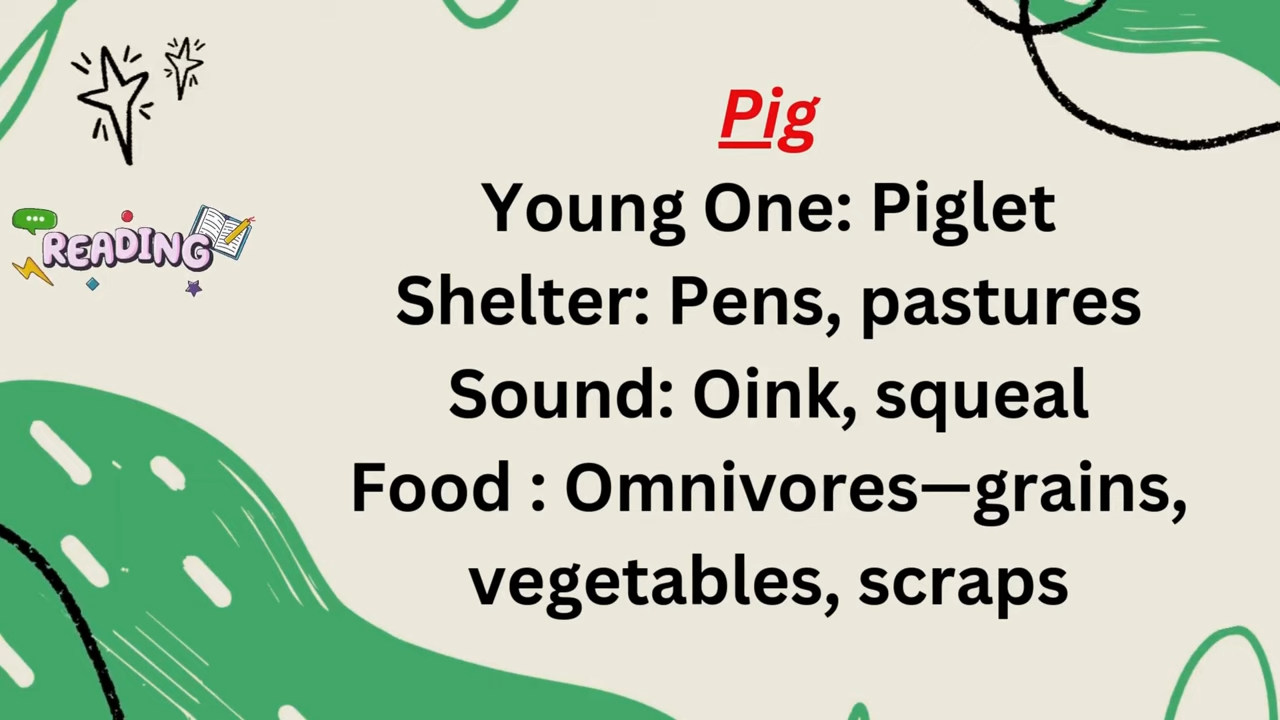 Pig
Young One: Piglet
READING
Shelter: Pens, pastures
Sound: Oink, squeal
Food : Omnivores—grains,
vegetables, scraps